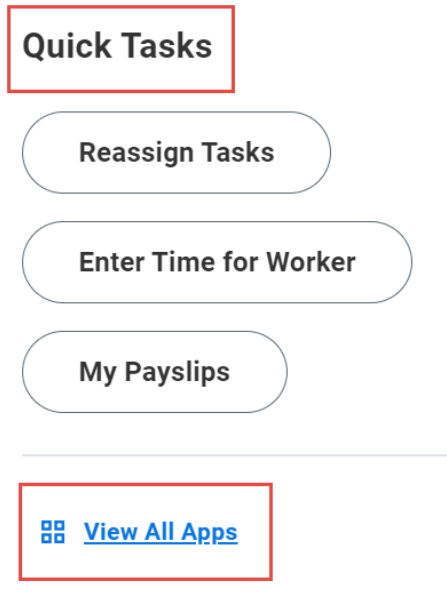 Quick Tasks
Reassign Tasks
Enter Time for Worker
My Payslips
View All Apps